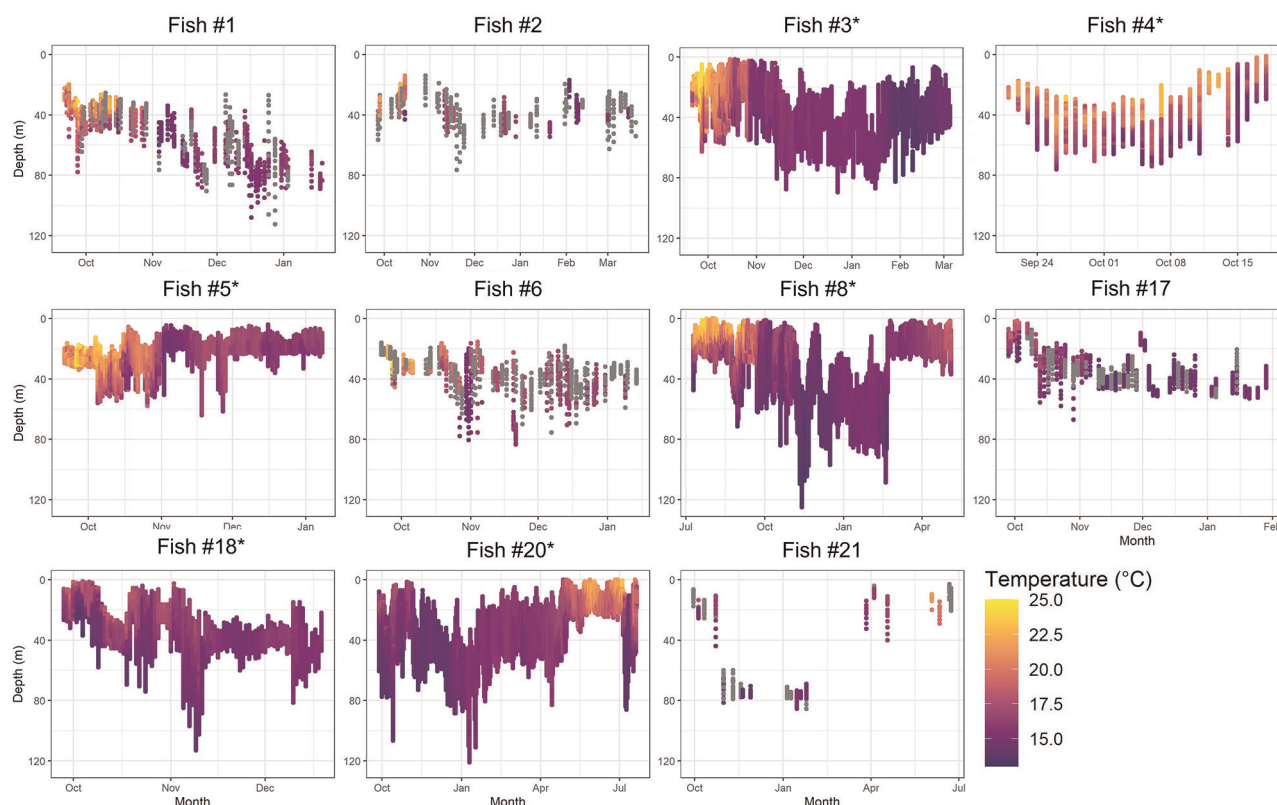 Fish #1 Fish #2 Fish #3* Fish #4*
0 0 0 0
40 40 40 40
80 80 80 80
120 120 120 120
Depth (m)
Oct Nov Dec Jan Oct Nov Dec Jan Feb Mar Oct Nov Dec Jan Feb Mar Sep 24 Oct 01 Oct 08 Oct 15
Fish #5* Fish #6 Fish #8* Fish #17
0 0 0 0
40 40 40 40
80 80 80 80
120 120 120 120
Depth (m)
Oct Nov Dec Jan Oct Nov Dec Jan Jul Oct Jan Apr Oct Nov Dec Jan Feb
Month
Fish #18* Fish #20* Fish #21
0 0 0
40 40 40
80 80 80
120 120 120
Depth (m)
Oct Nov Dec Oct Jan Apr Jul Oct Jan Apr Jul
Month Month
Temperature (°C)
25.0
22.5
20.0
17.5
15.0